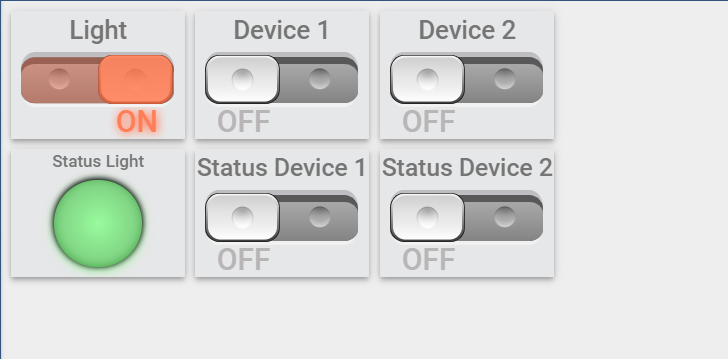 Light
Device 1
Device 2
ON
OFF
OFF
Status Light
Status Device 1
Status Device 2
OFF
OFF